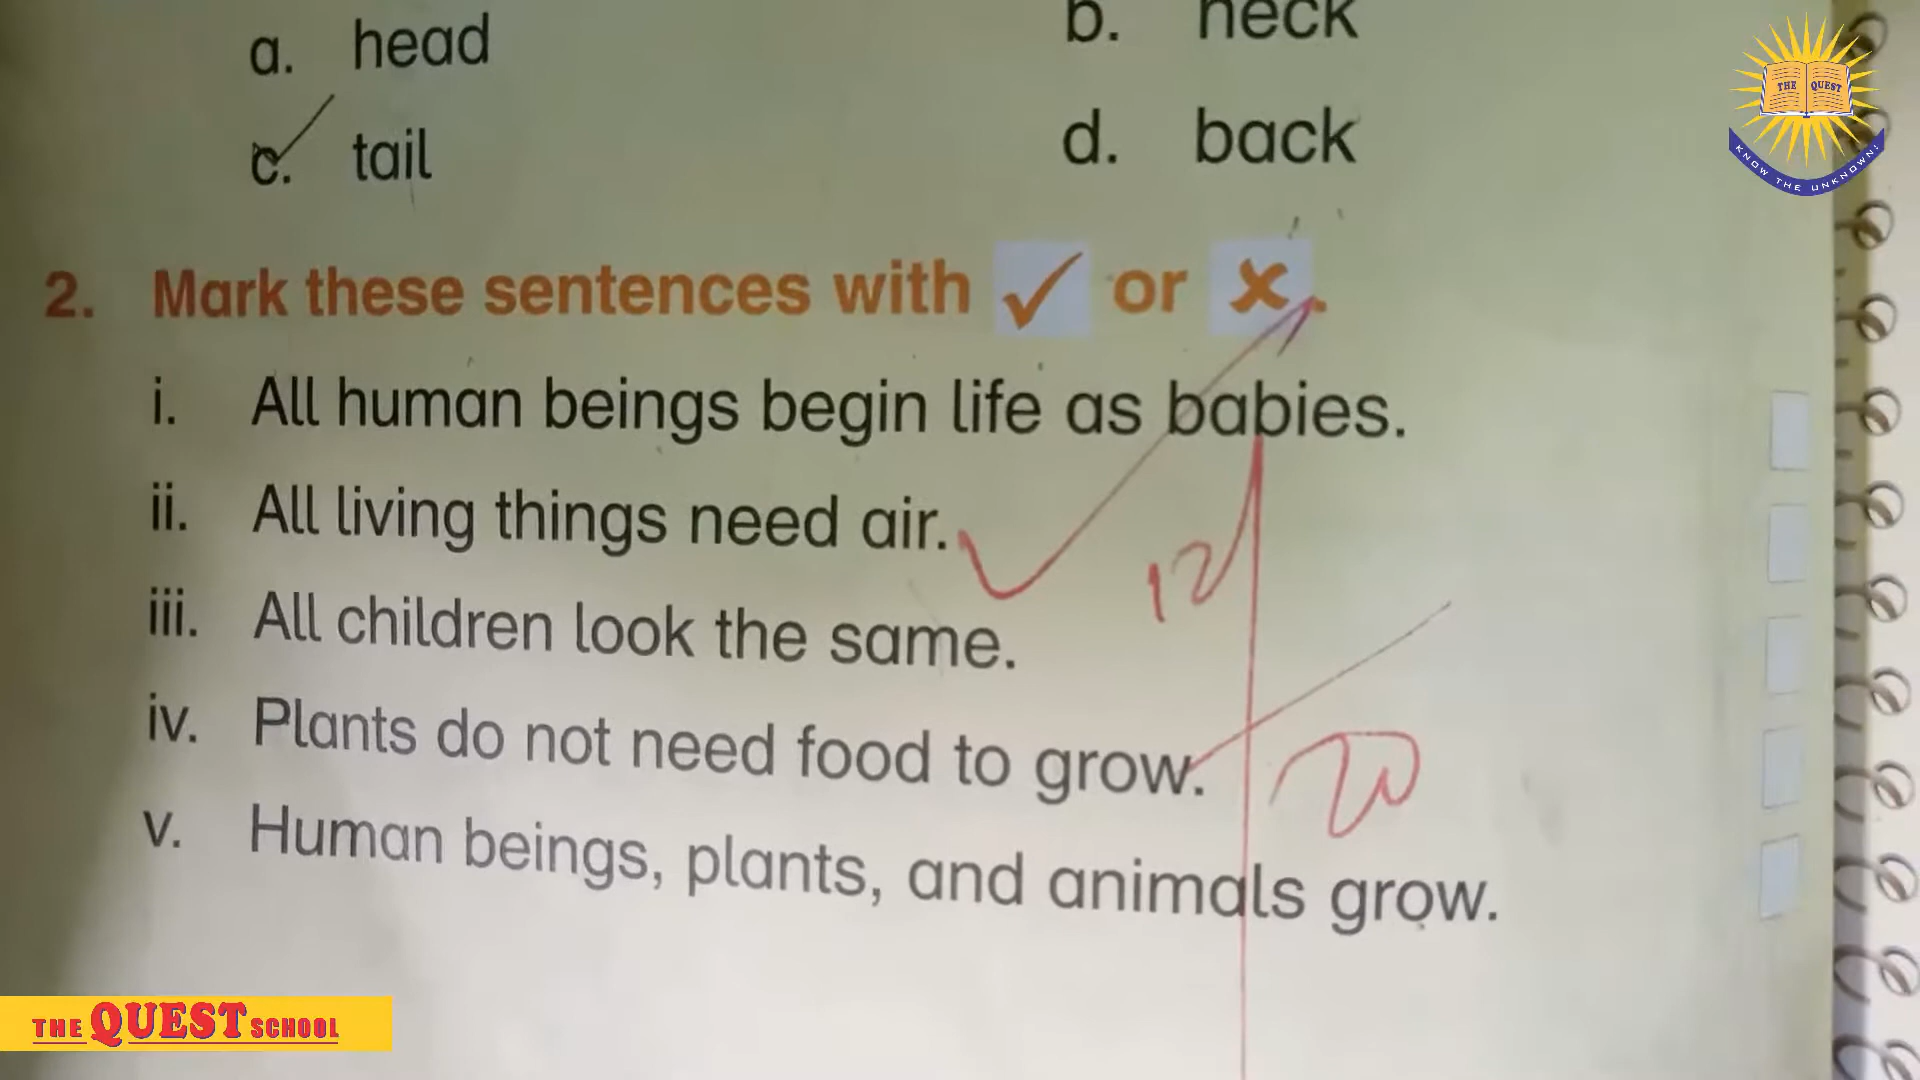 a. head
b. neck
c. tail
d. back
THE QUEST
KNOW THE UNKNOWN!
2. Mark these sentences with ✓ or ✗.
i. All human beings begin life as babies.
ii. All living things need air.
12
iii. All children look the same.
iv. Plants do not need food to grow.
20
v. Human beings, plants, and animals grow.
THE QUEST SCHOOL